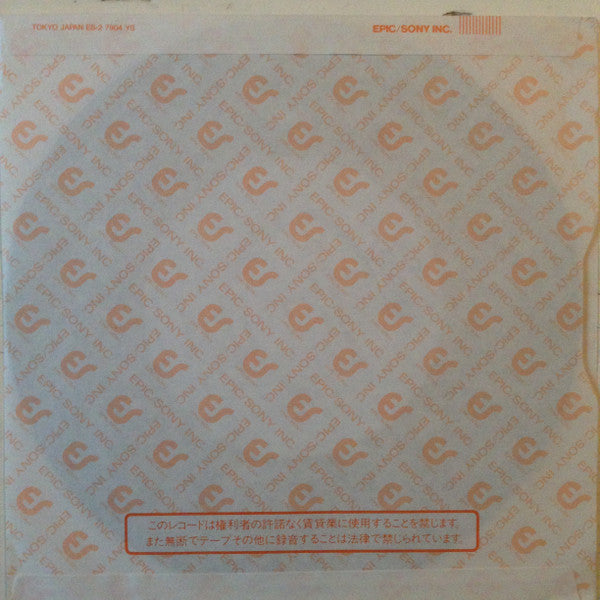 TOKYO JAPAN EB-2 7904 YS
EPIC/SONY INC.
EPIC/SONY INC.
このレコードは権利者の許諾なく賃貸業に使用することを禁じます。
また無断でテープその他に録音することは法律で禁じられています。